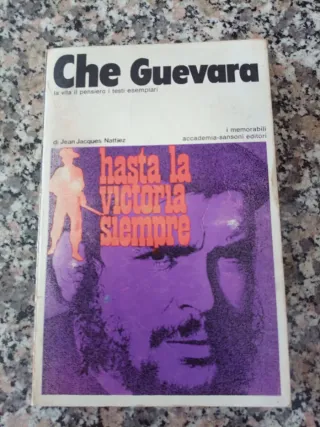 Che Guevara
la vita il pensiero i testi esemplari
i memorabili
di Jean Jacques Nattiez
accademia-sansoni editori
hasta la
victoria
siempre